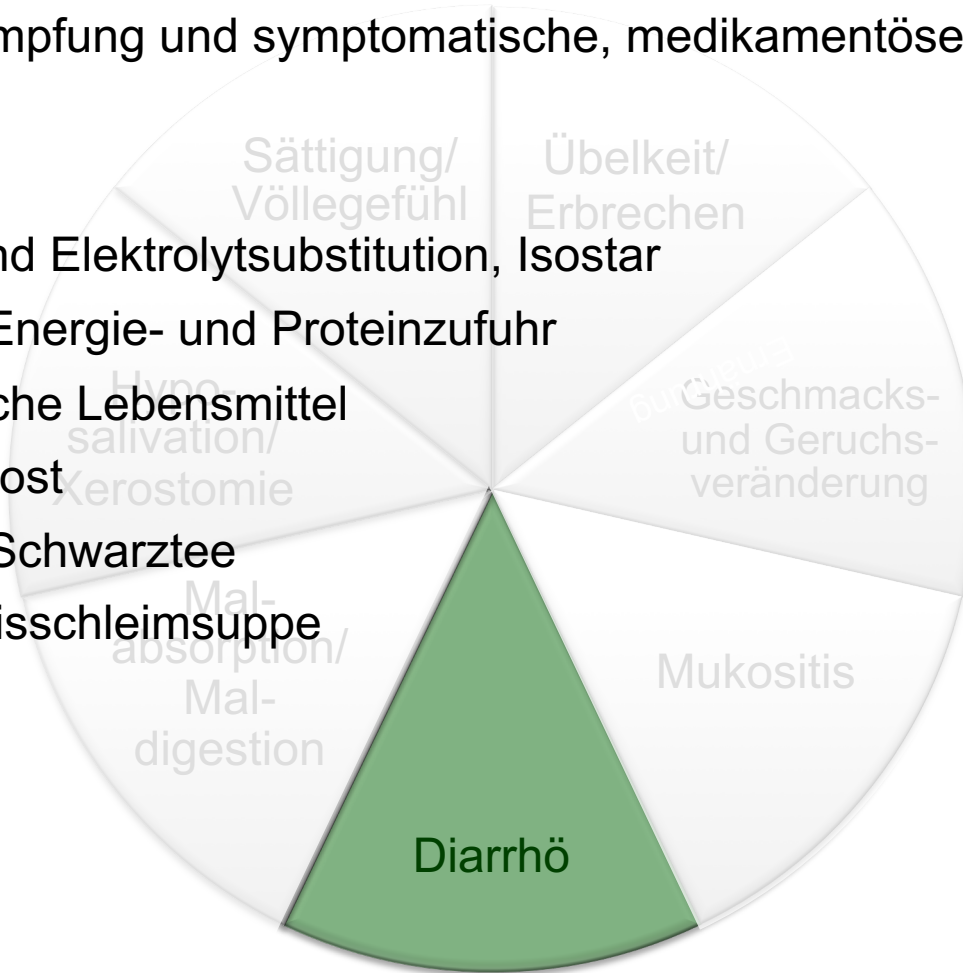 mpfung und symptomatische, medikamentöse
Sättigung/
Völlegefühl
Übelkeit/
Erbrechen
nd Elektrolytsubstitution, Isostar
Energie- und Proteinzufuhr
Ernährung
che Lebensmittel
Hypo-
salivation/
Xerostomie
Geschmacks-
und Geruchs-
veränderung
ost
Schwarztee
isschleimsuppe
Mal-
absorption/
Mal-
digestion
Mukositis
Diarrhö